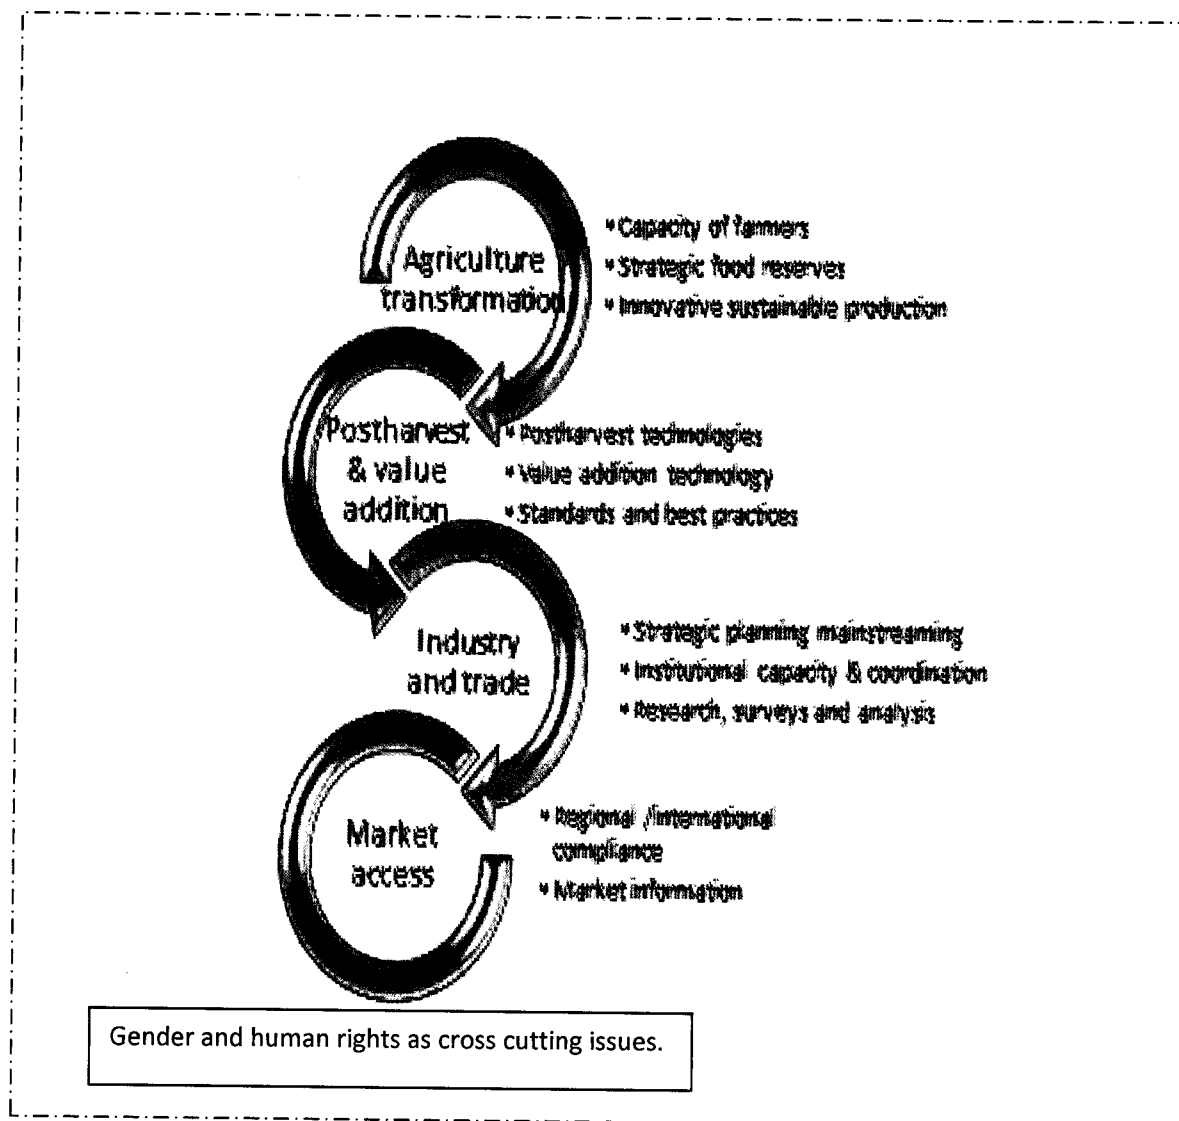 Agriculture
transformation
• Capacity of farmers
• Strategic food reserves
• Innovative sustainable production
Postharvest
& value
addition
• Postharvest technologies
• Value addition technology
• Standards and best practices
Industry
and trade
• Strategic planning mainstreaming
• Institutional capacity & coordination
• Research, surveys and analysis
Market
access
• Regional /international
compliance
• Market information
Gender and human rights as cross cutting issues.